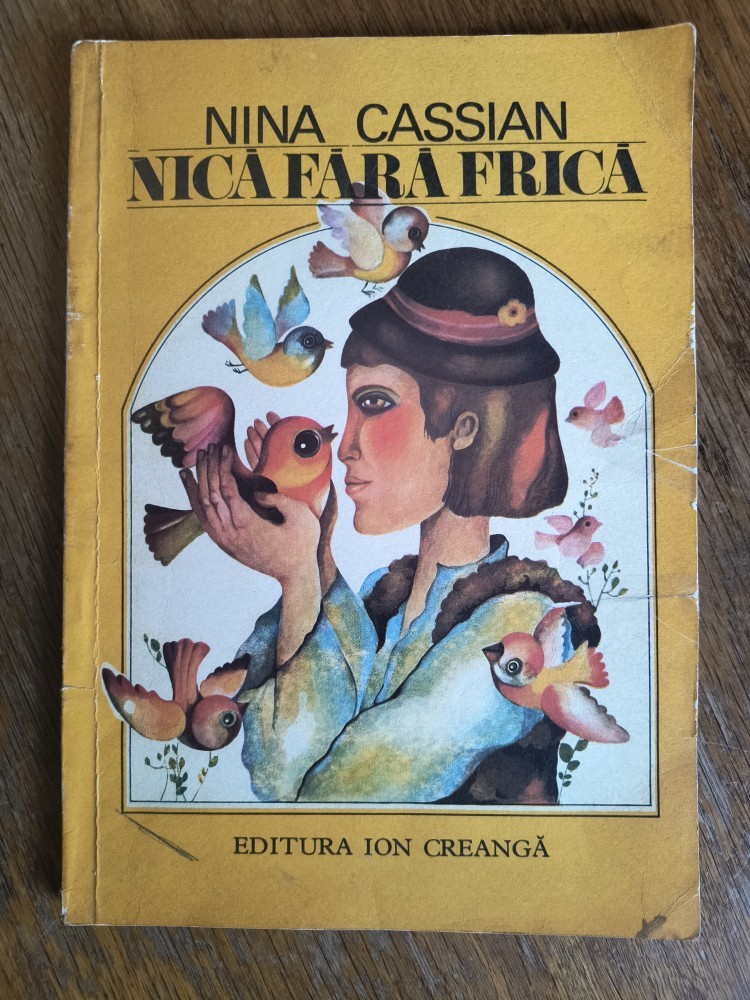 NINA CASSIAN
NICĂ FĂRĂ FRICĂ
EDITURA ION CREANGĂ